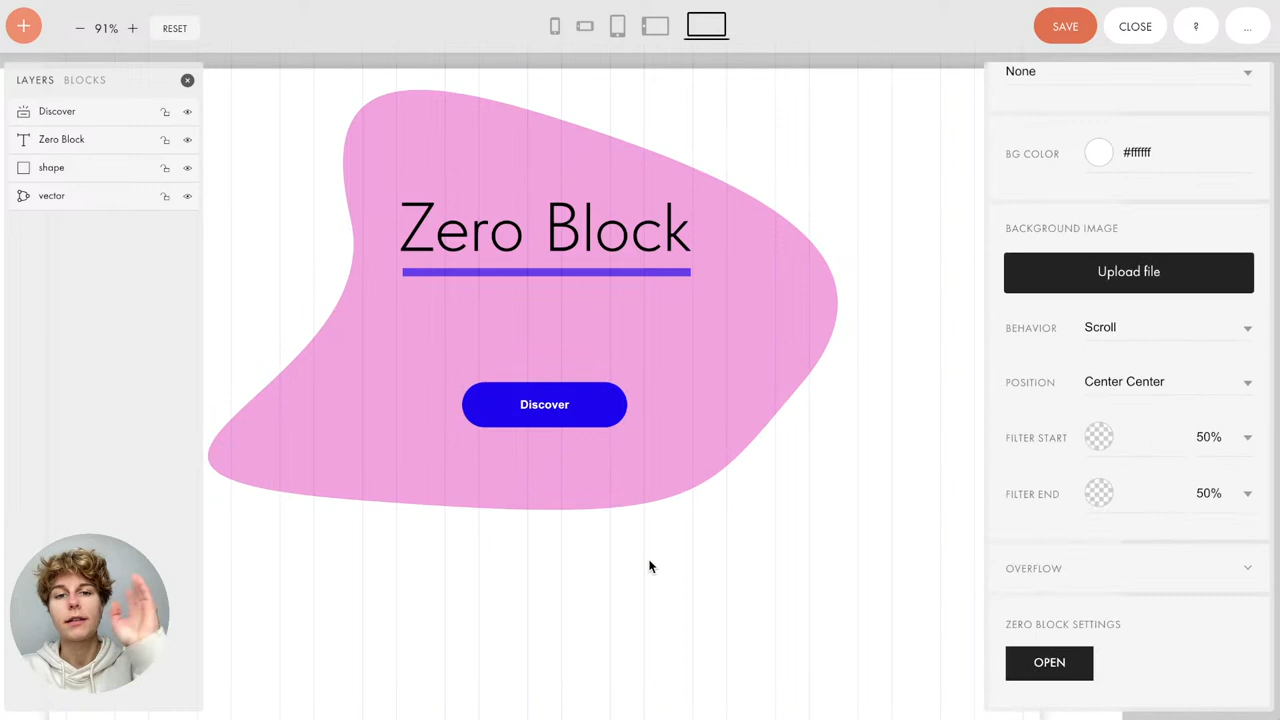 91%
RESET
SAVE
CLOSE
?
...
LAYERS BLOCKS
Discover
Zero Block
shape
vector
Zero Block
Discover
None
BG COLOR #ffffff
BACKGROUND IMAGE
Upload file
BEHAVIOR Scroll
POSITION Center Center
FILTER START 50%
FILTER END 50%
OVERFLOW
ZERO BLOCK SETTINGS
OPEN